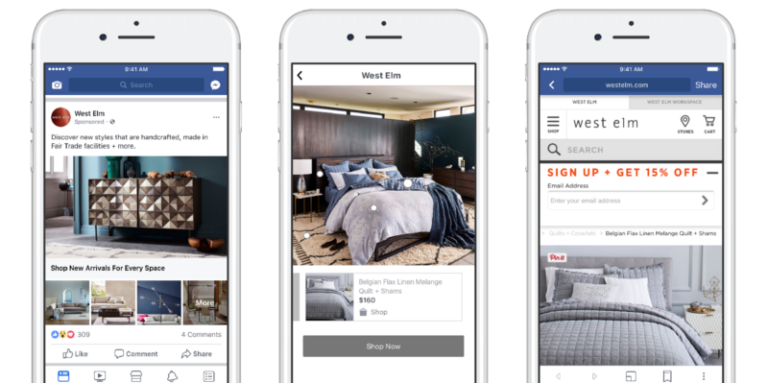 9:41 AM
Search
West Elm
Sponsored
Discover new styles that are handcrafted, made in
Fair Trade facilities + more.
Shop New Arrivals For Every Space
More
309
4 Comments
Like
Comment
Share
West Elm
Belgian Flax Linen Melange
Quilt + Shams
$160
Shop
Shop Now
9:41 AM
westelm.com
Share
WEST ELM
WEST ELM WORKSPACE
SHOP
west elm
STORES
CART
SEARCH
SIGN UP + GET 15% OFF
Email Address
Enter your email address
Quilts + Coverlets
Belgian Flax Linen Melange Quilt + Shams
Pin it